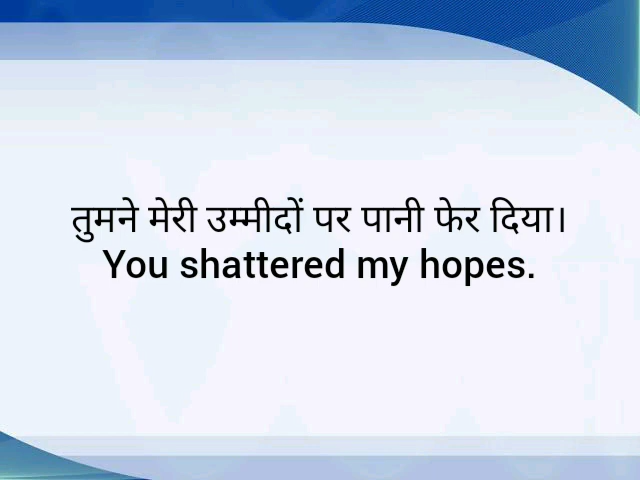 तुमने मेरी उम्मीदों पर पानी फेर दिया।
You shattered my hopes.